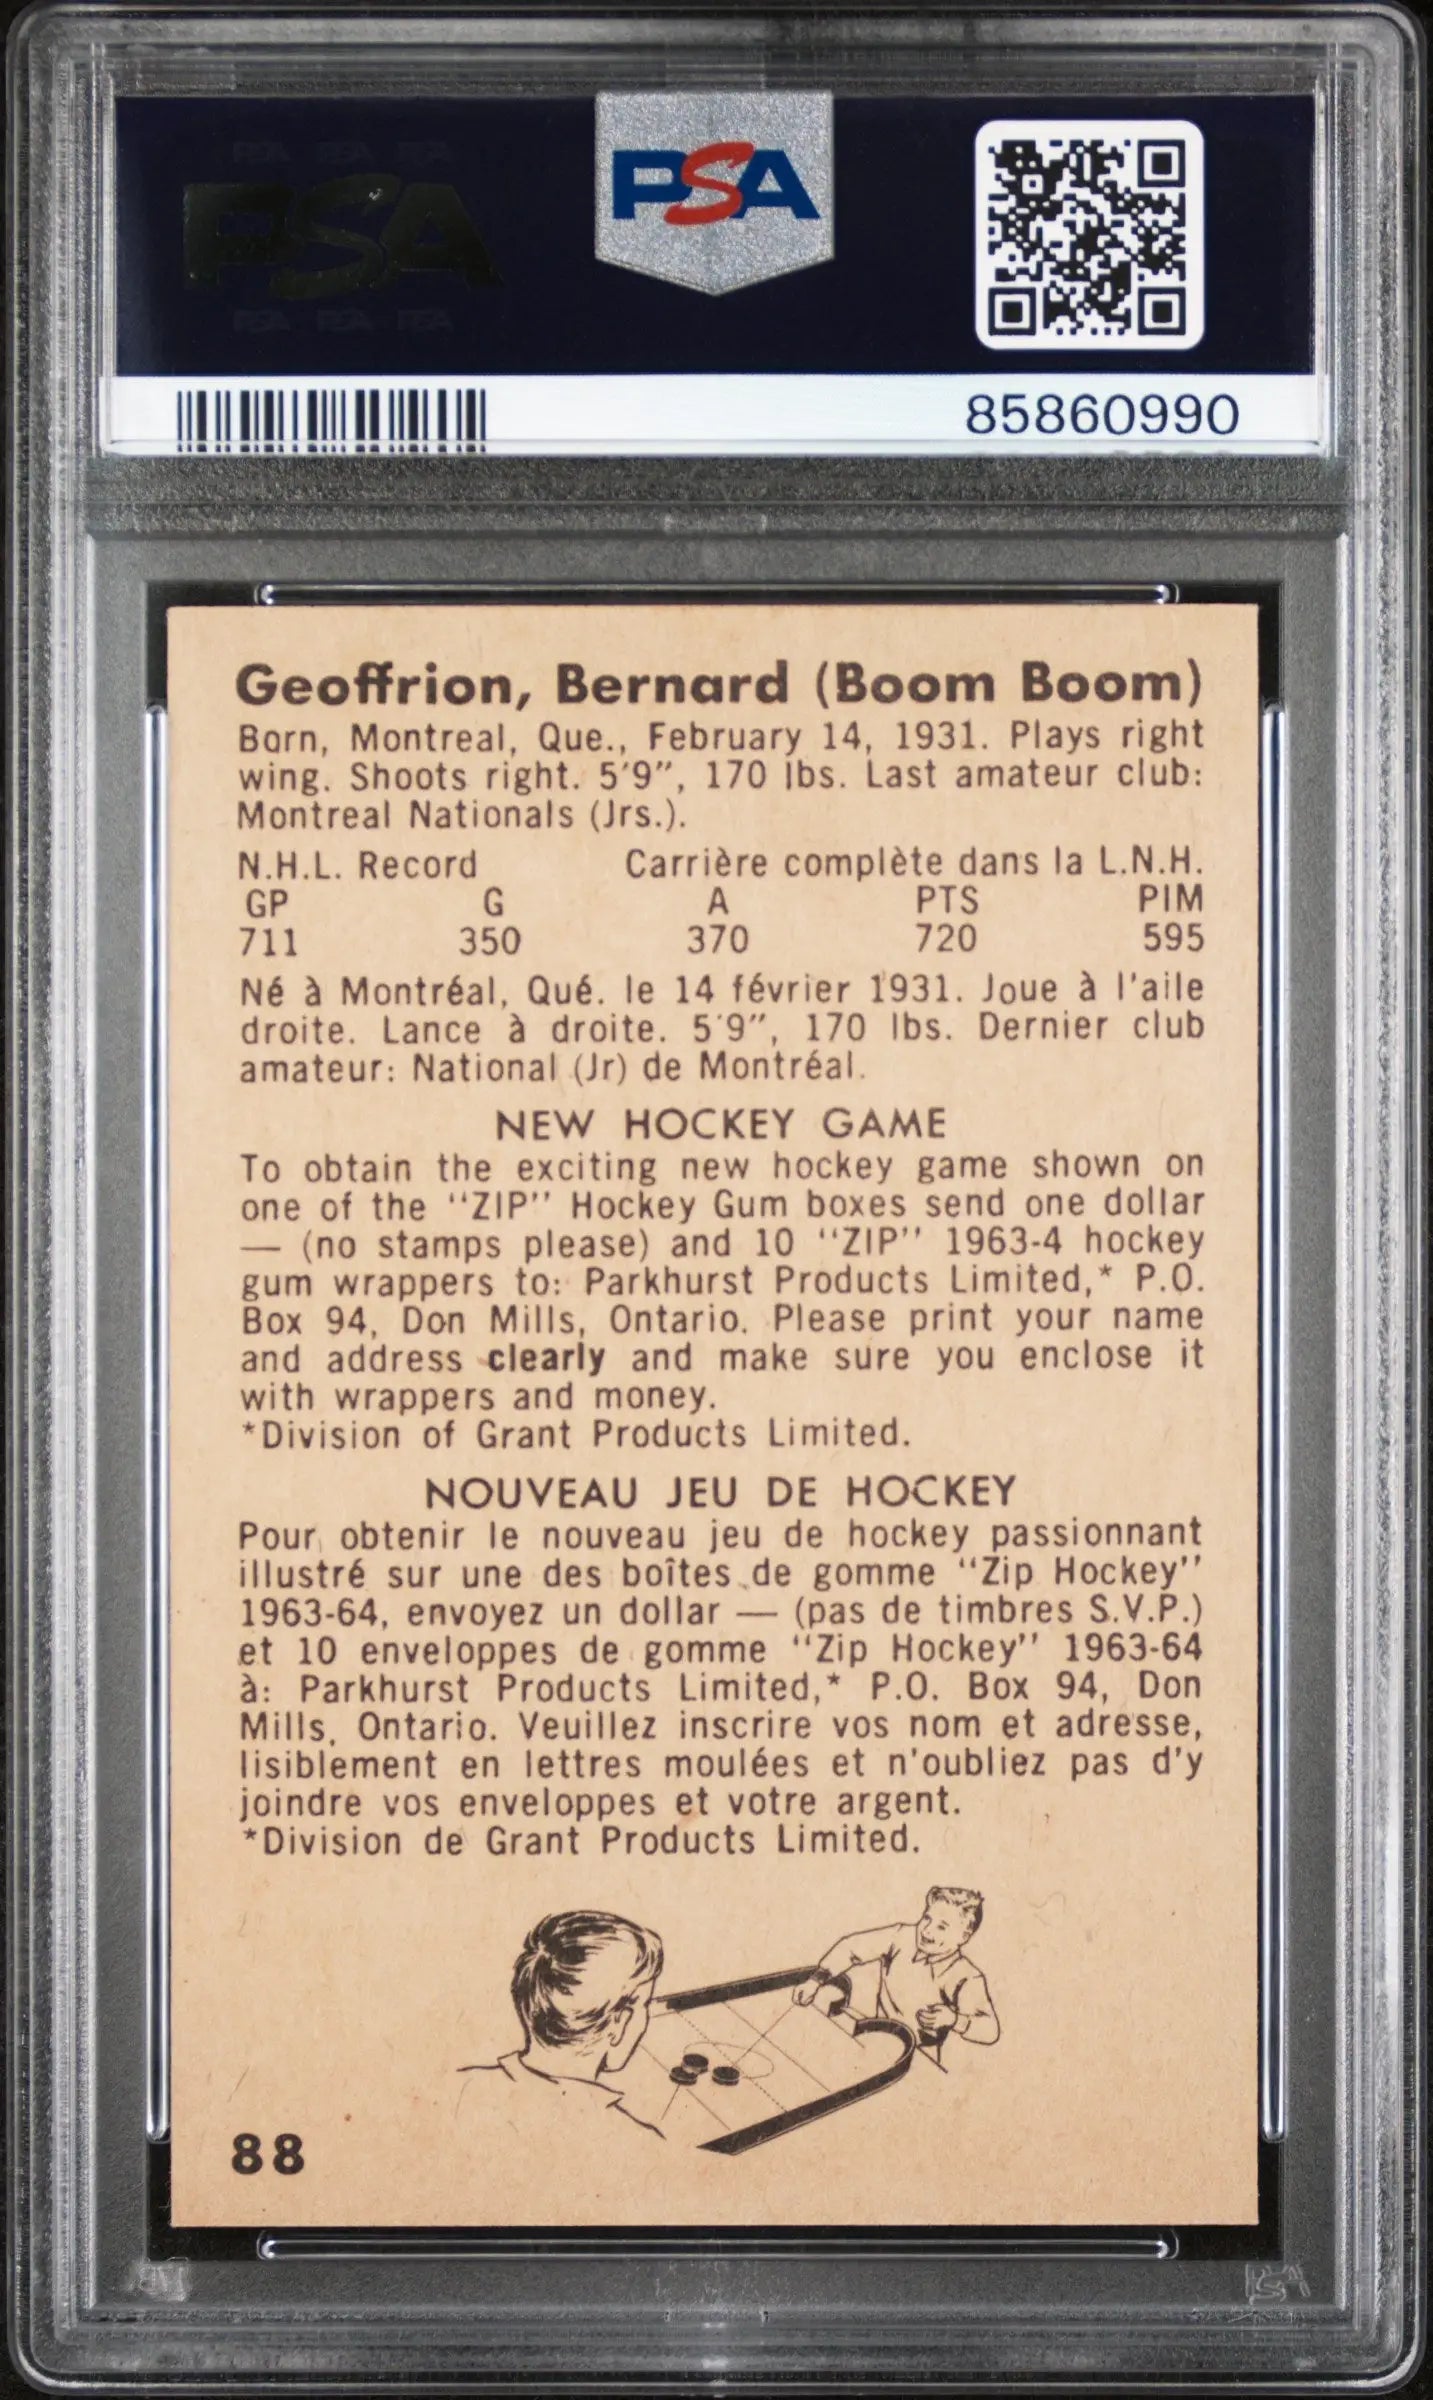 PSA
PSA
85860990
Geoffrion, Bernard (Boom Boom)
Born, Montreal, Que., February 14, 1931. Plays right
wing. Shoots right. 5'9", 170 lbs. Last amateur club:
Montreal Nationals (Jrs.).
N.H.L. Record Carrière complète dans la L.N.H.
GP G A PTS PIM
711 350 370 720 595
Né à Montréal, Qué. le 14 février 1931. Joue à l'aile
droite. Lance à droite. 5'9", 170 lbs. Dernier club
amateur: National (Jr) de Montréal.
NEW HOCKEY GAME
To obtain the exciting new hockey game shown on
one of the "ZIP" Hockey Gum boxes send one dollar
— (no stamps please) and 10 "ZIP" 1963-4 hockey
gum wrappers to: Parkhurst Products Limited,* P.O.
Box 94, Don Mills, Ontario. Please print your name
and address clearly and make sure you enclose it
with wrappers and money.
*Division of Grant Products Limited.
NOUVEAU JEU DE HOCKEY
Pour obtenir le nouveau jeu de hockey passionnant
illustré sur une des boîtes de gomme "Zip Hockey"
1963-64, envoyez un dollar — (pas de timbres S.V.P.)
et 10 enveloppes de gomme "Zip Hockey" 1963-64
à: Parkhurst Products Limited,* P.O. Box 94, Don
Mills, Ontario. Veuillez inscrire vos nom et adresse,
lisiblement en lettres moulées et n'oubliez pas d'y
joindre vos enveloppes et votre argent.
*Division de Grant Products Limited.
88
PSA